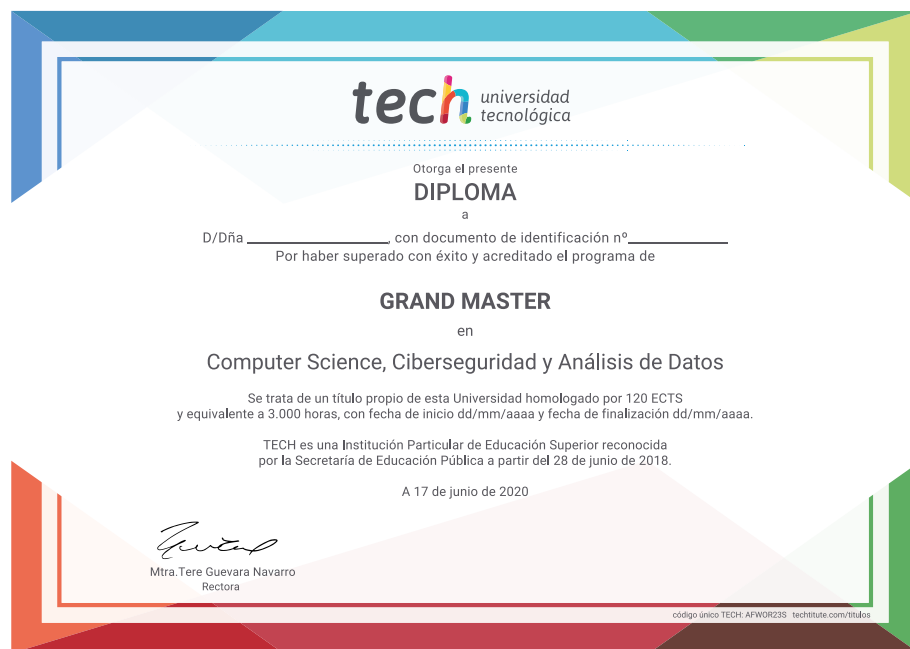 tech universidad
tecnológica
Otorga el presente
DIPLOMA
a
D/Dña ____________________, con documento de identificación nº______________
Por haber superado con éxito y acreditado el programa de
GRAND MASTER
en
Computer Science, Ciberseguridad y Análisis de Datos
Se trata de un título propio de esta Universidad homologado por 120 ECTS
y equivalente a 3.000 horas, con fecha de inicio dd/mm/aaaa y fecha de finalización dd/mm/aaaa.
TECH es una Institución Particular de Educación Superior reconocida
por la Secretaría de Educación Pública a partir del 28 de junio de 2018.
A 17 de junio de 2020
Mtra.Tere Guevara Navarro
Rectora
código único TECH: AFWOR23S techtitute.com/titulos